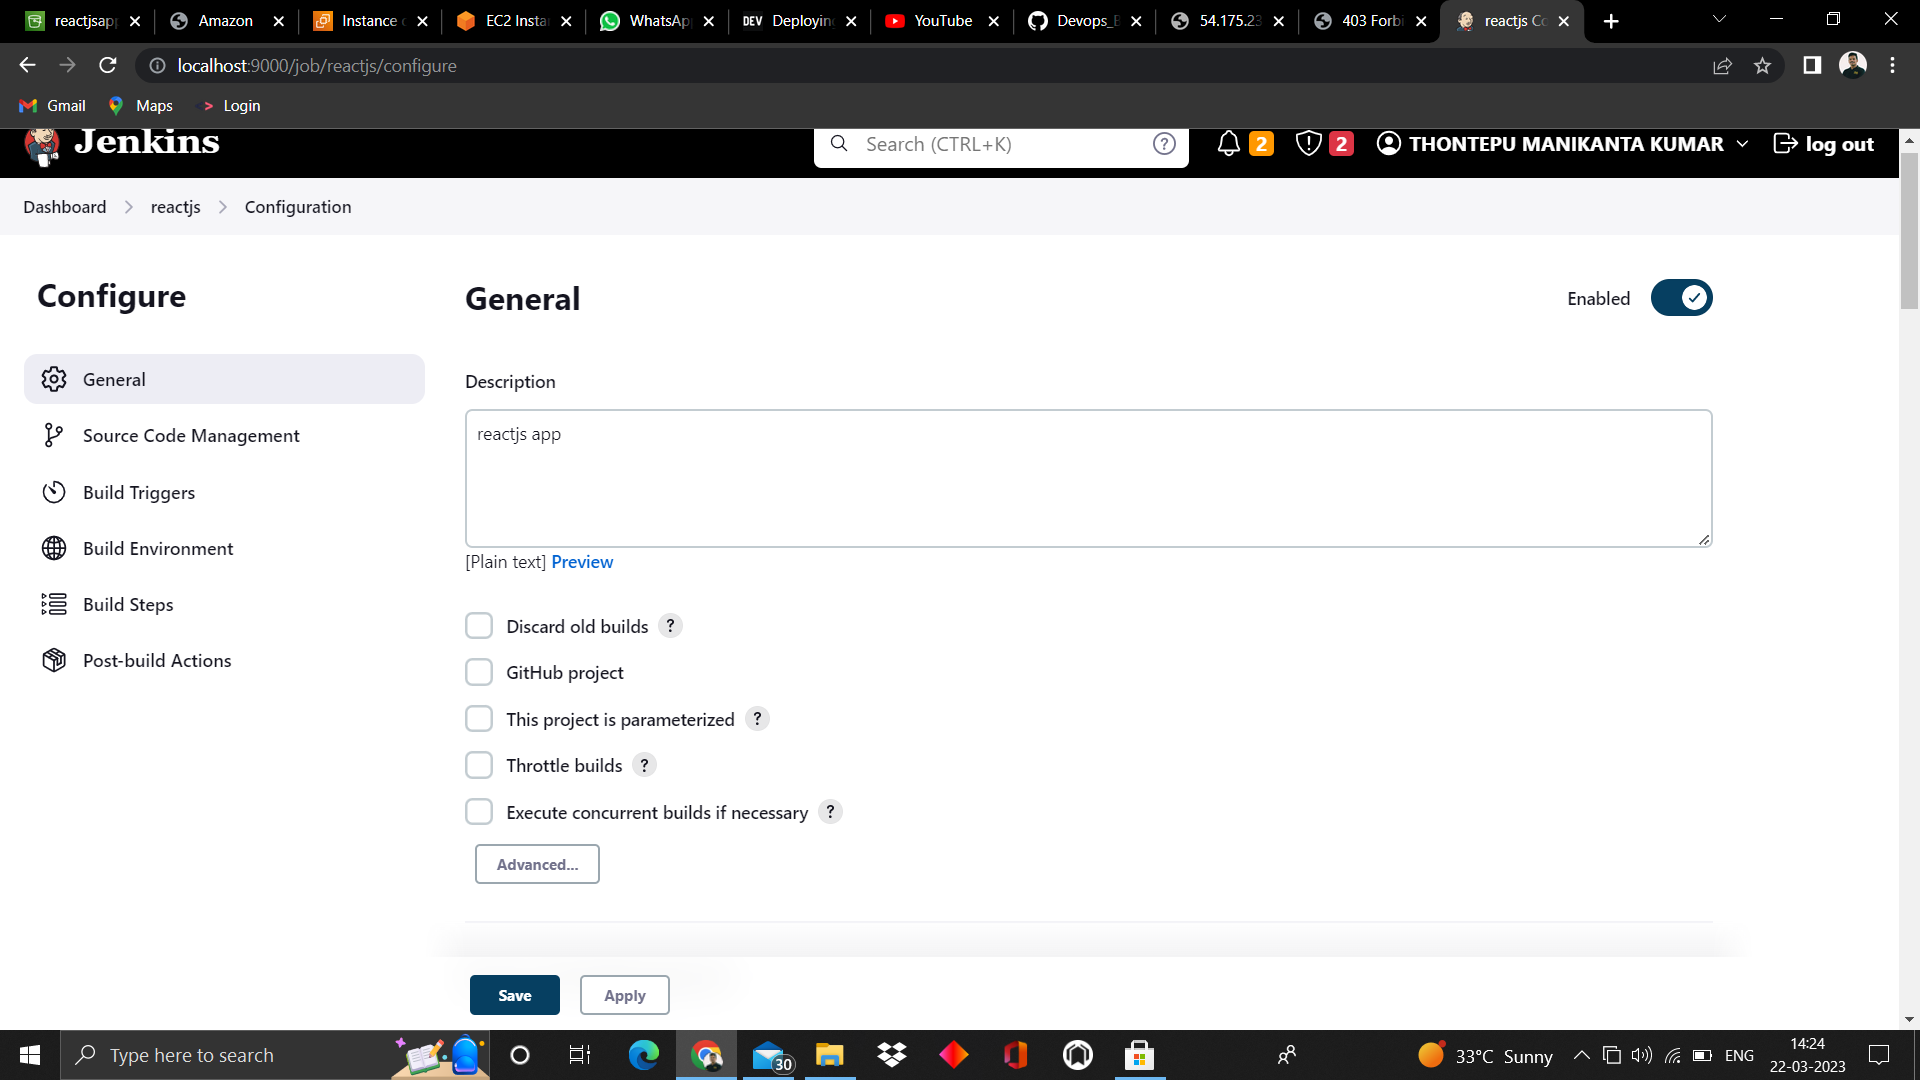 reactjsapp
Amazon
Instance
EC2 Insta
WhatsApp
DEV Deploying
YouTube
Devops_
54.175.23
403 Forbi
reactjs Co
localhost:9000/job/reactjs/configure
Gmail
Maps
Login
Jenkins
Search (CTRL+K)
?
2
2
THONTEPU MANIKANTA KUMAR
log out
Dashboard
reactjs
Configuration
Configure
General
Source Code Management
Build Triggers
Build Environment
Build Steps
Post-build Actions
General
Enabled
Description
reactjs app
[Plain text] Preview
Discard old builds ?
GitHub project
This project is parameterized ?
Throttle builds ?
Execute concurrent builds if necessary ?
Advanced...
Save
Apply
Type here to search
30
33°C Sunny
ENG
14:24
22-03-2023